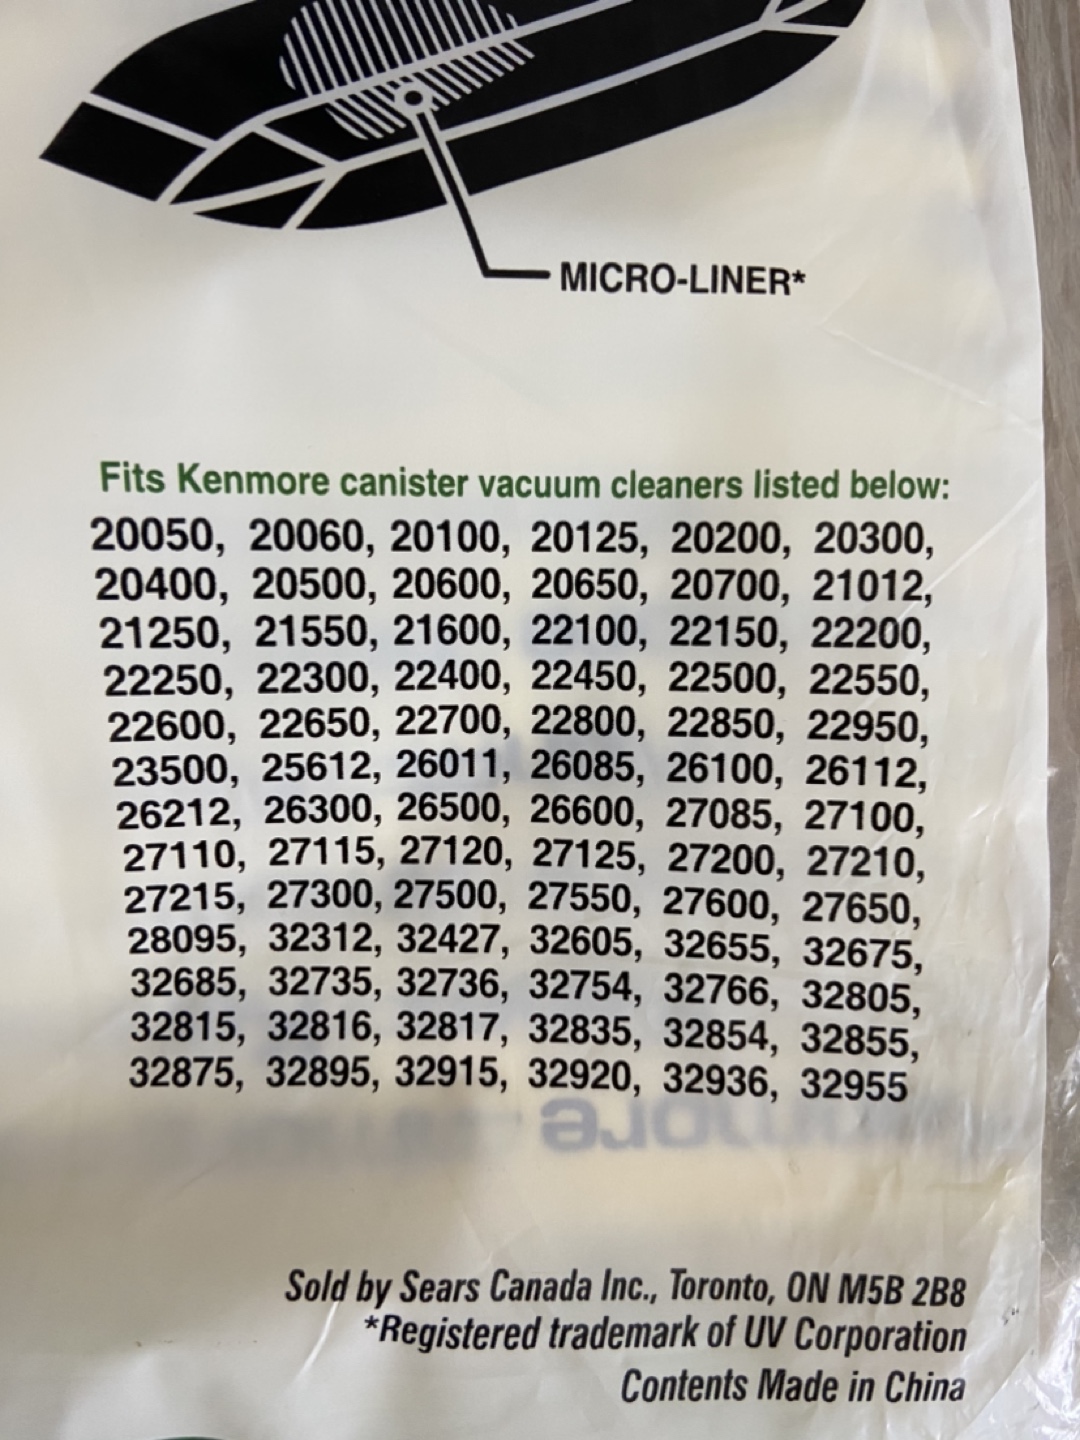 MICRO-LINER*
Fits Kenmore canister vacuum cleaners listed below:
20050, 20060, 20100, 20125, 20200, 20300,
20400, 20500, 20600, 20650, 20700, 21012,
21250, 21550, 21600, 22100, 22150, 22200,
22250, 22300, 22400, 22450, 22500, 22550,
22600, 22650, 22700, 22800, 22850, 22950,
23500, 25612, 26011, 26085, 26100, 26112,
26212, 26300, 26500, 26600, 27085, 27100,
27110, 27115, 27120, 27125, 27200, 27210,
27215, 27300, 27500, 27550, 27600, 27650,
28095, 32312, 32427, 32605, 32655, 32675,
32685, 32735, 32736, 32754, 32766, 32805,
32815, 32816, 32817, 32835, 32854, 32855,
32875, 32895, 32915, 32920, 32936, 32955
Sold by Sears Canada Inc., Toronto, ON M5B 2B8
*Registered trademark of UV Corporation
Contents Made in China